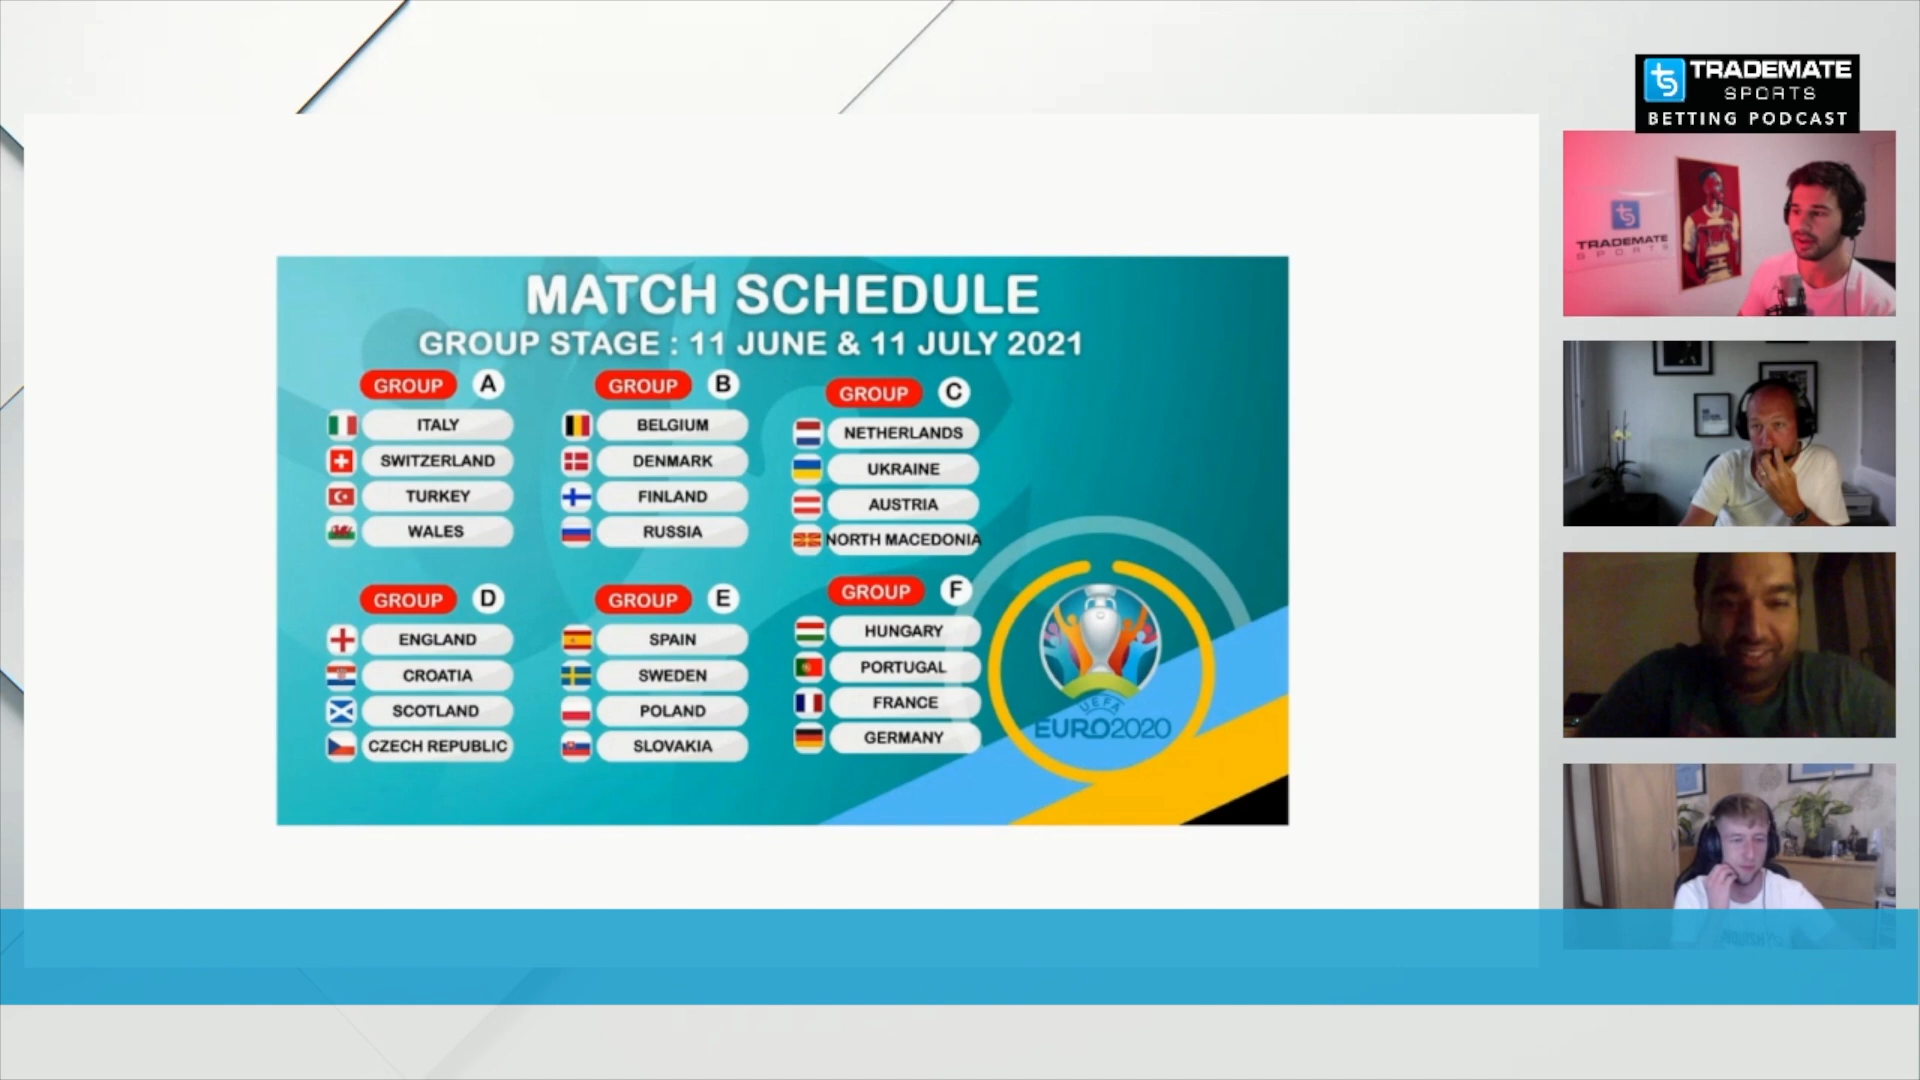 TRADEMATE
SPORTS
BETTING PODCAST
MATCH SCHEDULE
GROUP STAGE : 11 JUNE & 11 JULY 2021
GROUP A
ITALY
SWITZERLAND
TURKEY
WALES
GROUP B
BELGIUM
DENMARK
FINLAND
RUSSIA
GROUP C
NETHERLANDS
UKRAINE
AUSTRIA
NORTH MACEDONIA
GROUP D
ENGLAND
CROATIA
SCOTLAND
CZECH REPUBLIC
GROUP E
SPAIN
SWEDEN
POLAND
SLOVAKIA
GROUP F
HUNGARY
PORTUGAL
FRANCE
GERMANY
UEFA
EURO2020
TRADEMATE
SPORTS